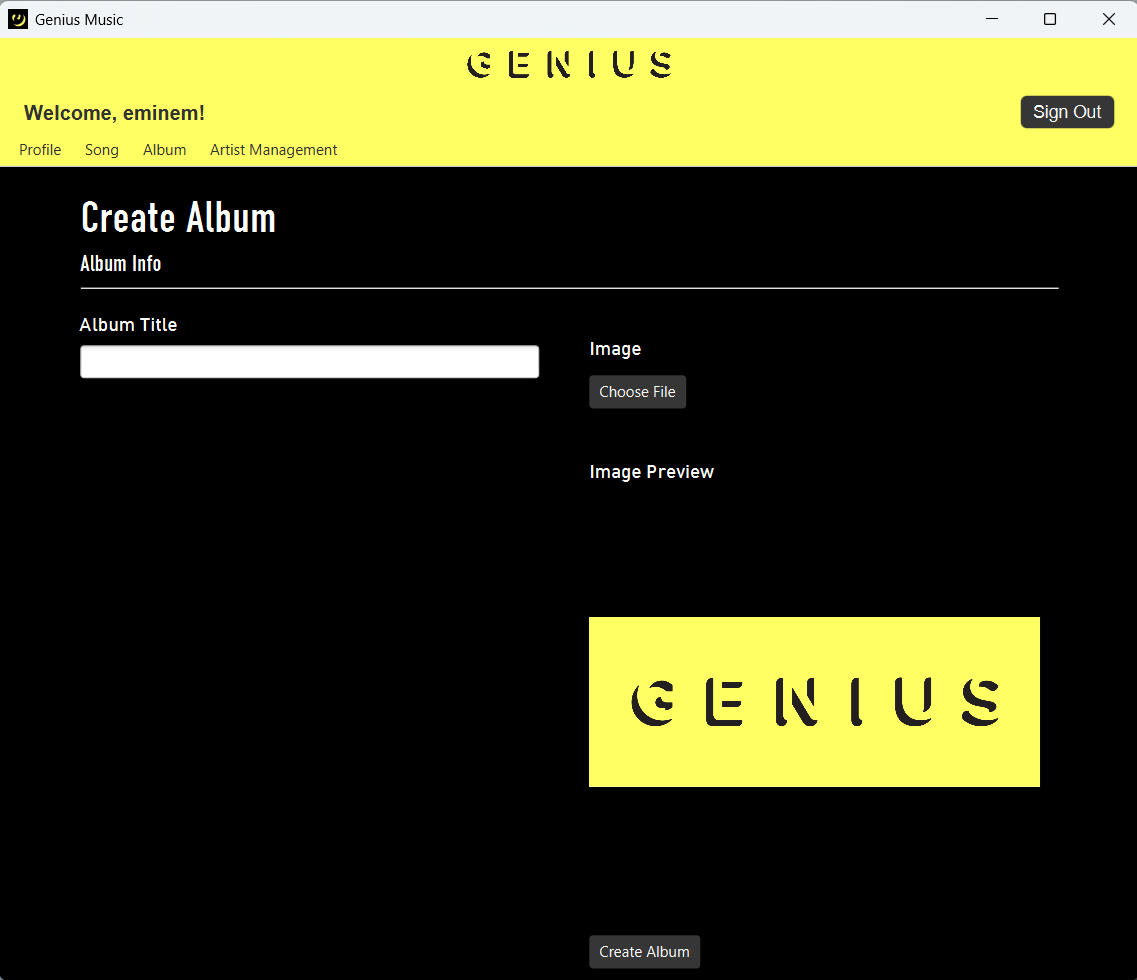 Genius Music
GENIUS
Welcome, eminem!
Sign Out
Profile Song Album Artist Management
Create Album
Album Info
Album Title
Image
Choose File
Image Preview
GENIUS
Create Album